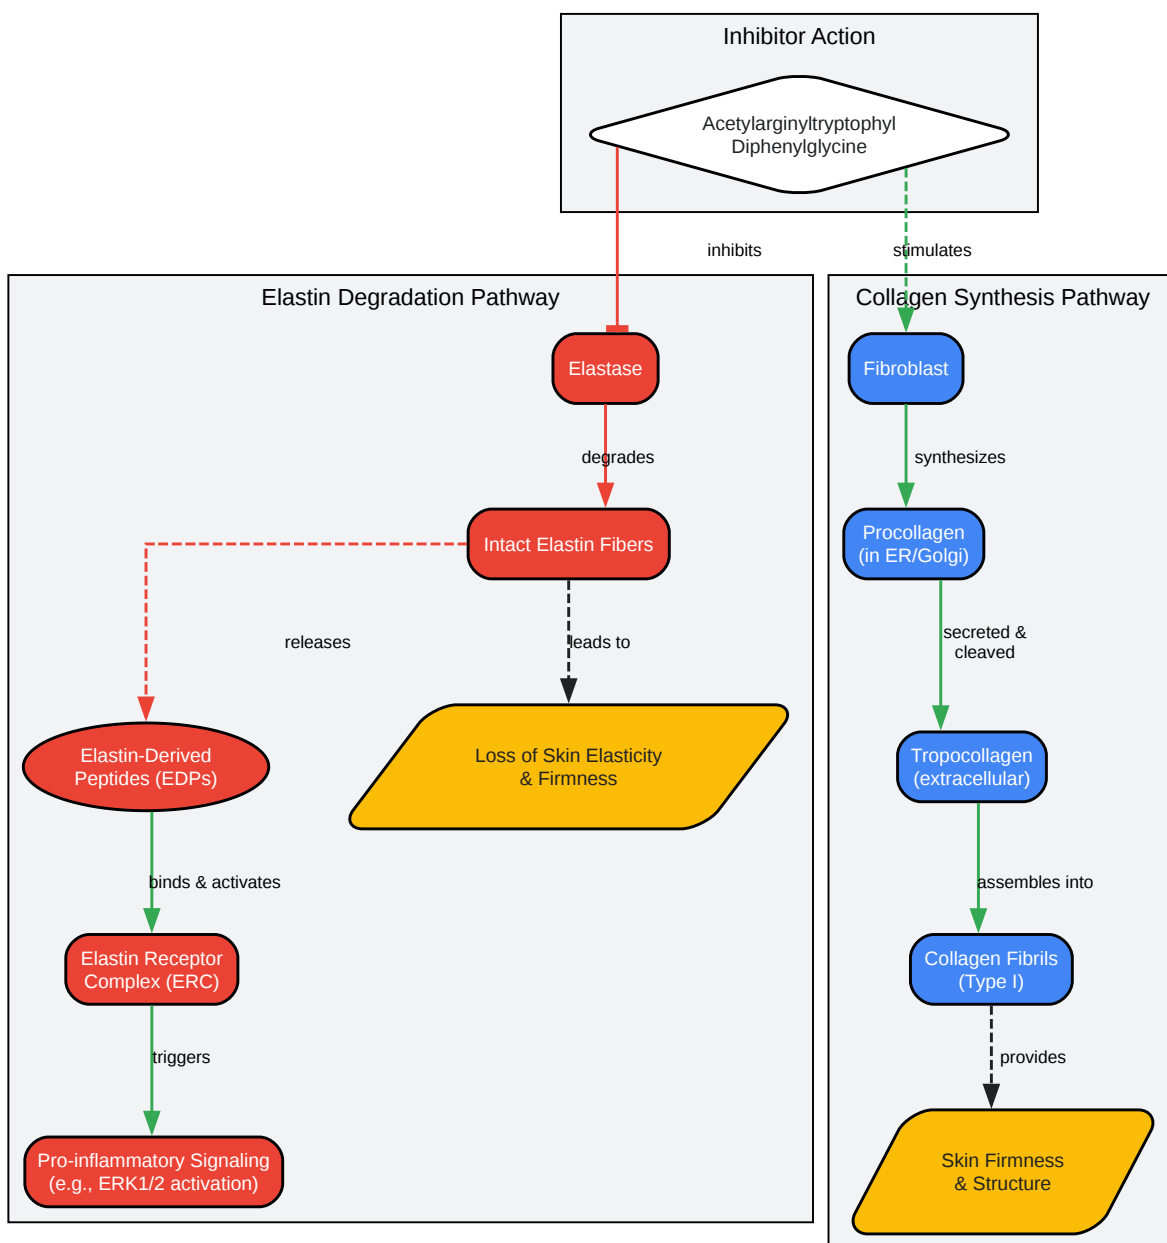 Inhibitor Action
Acetylarginyltryptophyl
Diphenylglycine
inhibits
stimulates
Elastin Degradation Pathway
Elastase
degrades
Intact Elastin Fibers
releases
leads to
Elastin-Derived
Peptides (EDPs)
Loss of Skin Elasticity
& Firmness
binds & activates
Elastin Receptor
Complex (ERC)
triggers
Pro-inflammatory Signaling
(e.g., ERK1/2 activation)
Collagen Synthesis Pathway
Fibroblast
synthesizes
Procollagen
(in ER/Golgi)
secreted &
cleaved
Tropocollagen
(extracellular)
assembles into
Collagen Fibrils
(Type I)
provides
Skin Firmness
& Structure